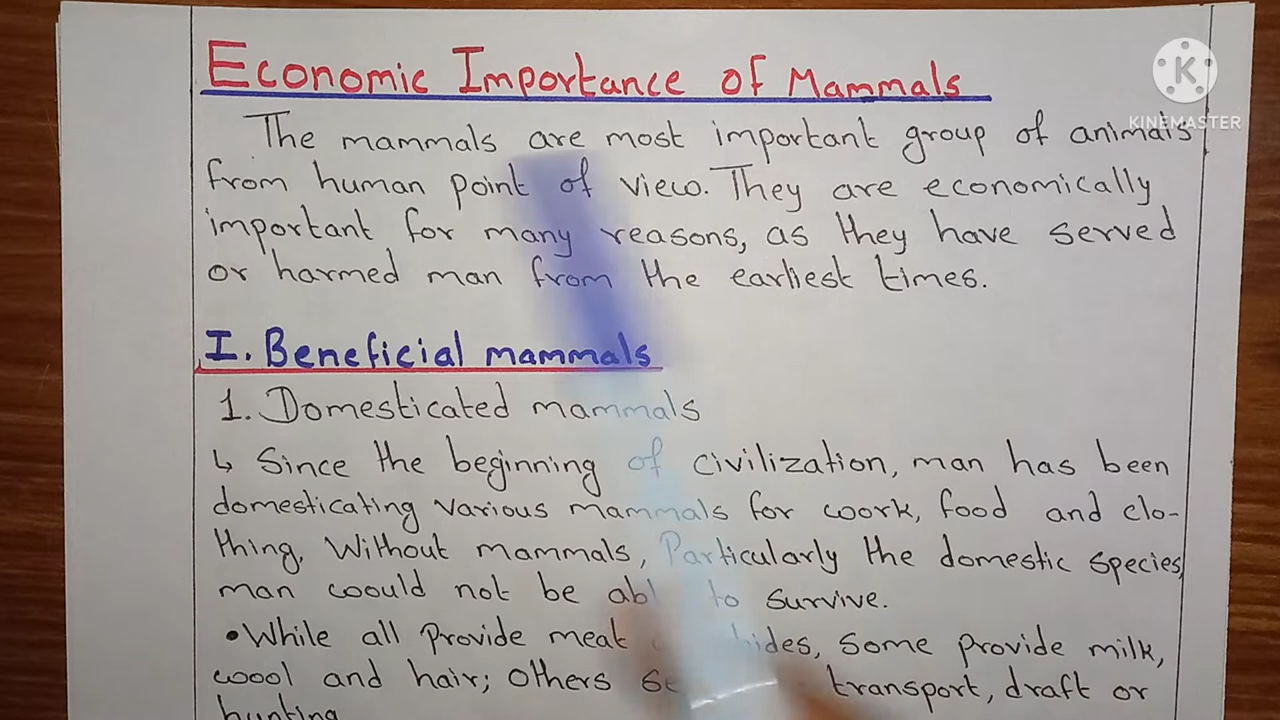 Economic Importance of Mammals
K
KINEMASTER
The mammals are most important group of animals
from human point of view. They are economically
important for many reasons, as they have served
or harmed man from the earliest times.
I. Beneficial mammals
1. Domesticated mammals
↳ Since the beginning of civilization, man has been
domesticating various mammals for work, food and clo-
thing. Without mammals, Particularly the domestic species,
man would not be to survive.
• While all Provide meat hides, Some provide milk,
wool and hair; Others transport, draft or
hunting